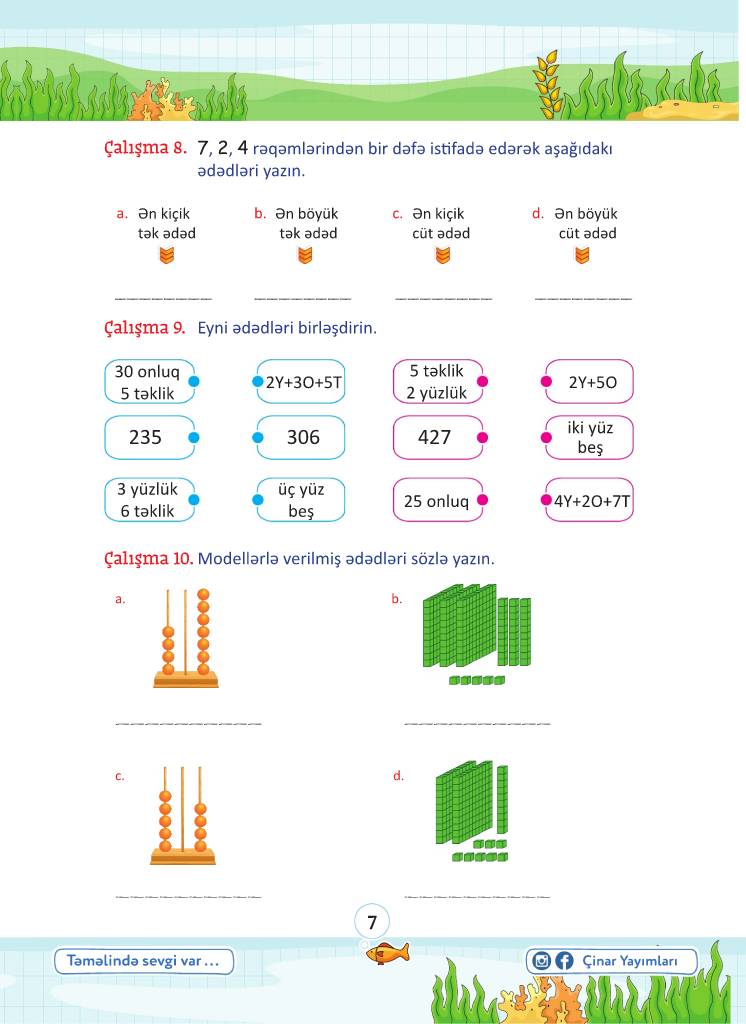 Çalışma 8. 7, 2, 4 rəqəmlərindən bir dəfə istifadə edərək aşağıdakı
ədədləri yazın.
a. Ən kiçik
tək ədəd
b. Ən böyük
tək ədəd
c. Ən kiçik
cüt ədəd
d. Ən böyük
cüt ədəd
Çalışma 9. Eyni ədədləri birləşdirin.
30 onluq
5 təklik
2Y+3O+5T
5 təklik
2 yüzlük
2Y+5O
235
306
427
iki yüz
beş
3 yüzlük
6 təklik
üç yüz
beş
25 onluq
4Y+2O+7T
Çalışma 10. Modellərlə verilmiş ədədləri sözlə yazın.
a.
b.
c.
d.
7
Təməlində sevgi var ...
Çinar Yayımları